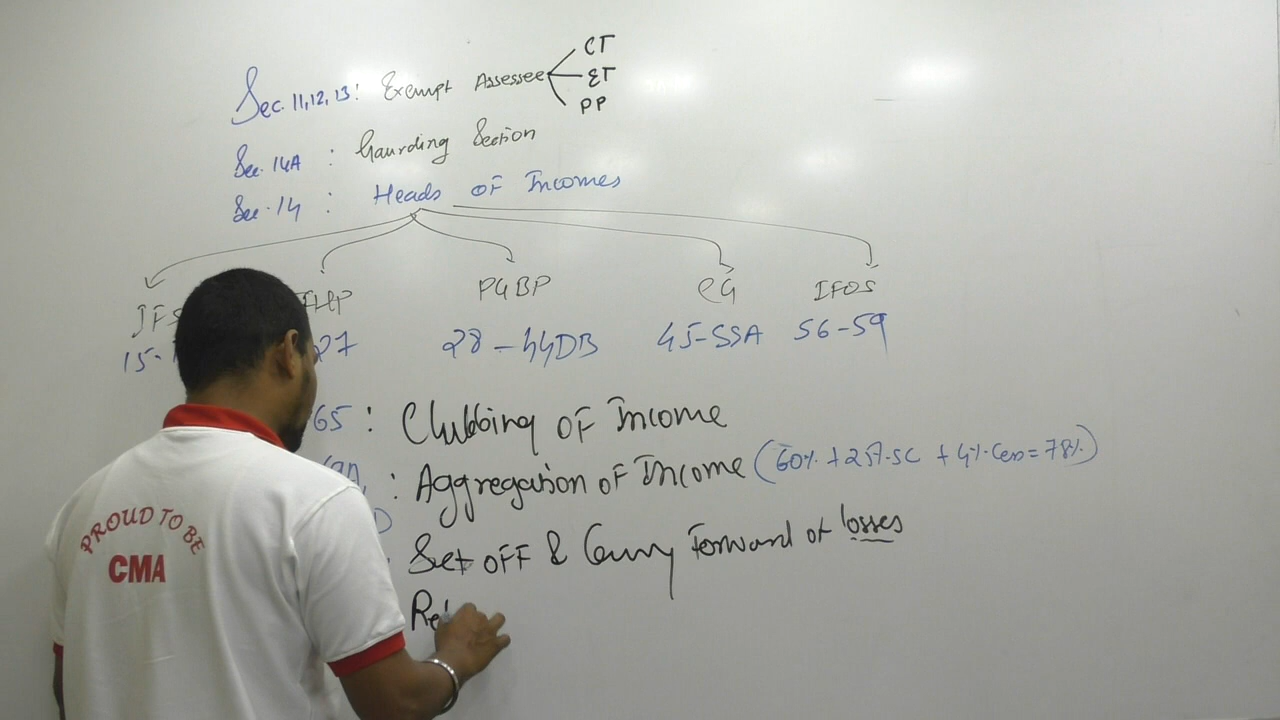 CT
Sec. 11,12,13: Exempt Assessee ET
PP
Sec. 14A : Gaurding Section
Sec. 14 : Heads of Incomes
PGBP CG IFOS
15- 27 28-44DB 45-55A 56-59
65 : Clubbing of Income
: Aggregation of Income (60% + 25% SC + 4% Cess = 78%)
D
: Set off & Carry Forward of losses
PROUD TO BE
CMA